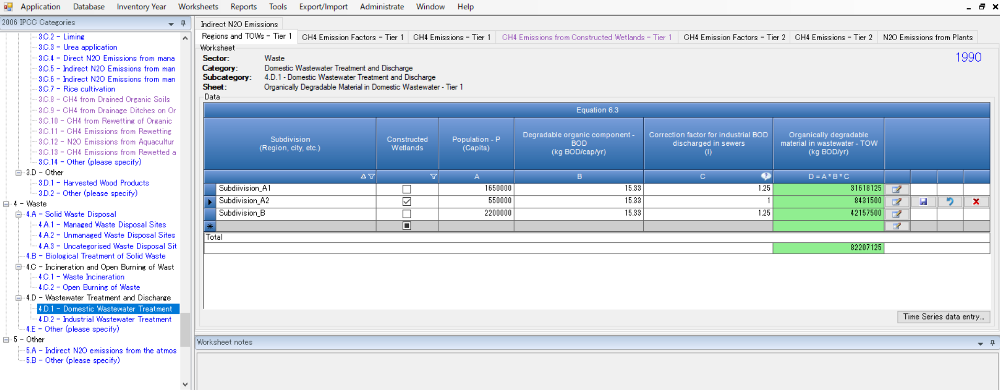 Application Database Inventory Year Worksheets Reports Tools Export/Import Administrate Window Help
2006 IPCC Categories
3.C.2 - Liming
3.C.3 - Urea application
3.C.4 - Direct N2O Emissions from mana
3.C.5 - Indirect N2O Emissions from man
3.C.6 - Indirect N2O Emissions from man
3.C.7 - Rice cultivation
3.C.8 - CH4 from Drained Organic Soils
3.C.9 - CH4 from Drainage Ditches on Or
3.C.10 - CH4 from Rewetting of Organic
3.C.11 - CH4 Emissions from Rewetting
3.C.12 - N2O Emissions from Aquacultur
3.C.13 - CH4 Emissions from Rewetted a
3.C.14 - Other (please specify)
3.D - Other
3.D.1 - Harvested Wood Products
3.D.2 - Other (please specify)
4 - Waste
4.A - Solid Waste Disposal
4.A.1 - Managed Waste Disposal Sites
4.A.2 - Unmanaged Waste Disposal Sites
4.A.3 - Uncategorised Waste Disposal Sit
4.B - Biological Treatment of Solid Waste
4.C - Incineration and Open Burning of Wast
4.C.1 - Waste Incineration
4.C.2 - Open Burning of Waste
4.D - Wastewater Treatment and Discharge
4.D.1 - Domestic Wastewater Treatment
4.D.2 - Industrial Wastewater Treatment
4.E - Other (please specify)
5 - Other
5.A - Indirect N2O emissions from the atmos
5.B - Other (please specify)
Indirect N2O Emissions
Regions and TOWs - Tier 1 CH4 Emission Factors - Tier 1 CH4 Emissions - Tier 1 CH4 Emissions from Constructed Wetlands - Tier 1 CH4 Emission Factors - Tier 2 CH4 Emissions - Tier 2 N2O Emissions from Plants
Worksheet
1990
Sector: Waste
Category: Domestic Wastewater Treatment and Discharge
Subcategory: 4.D.1 - Domestic Wastewater Treatment and Discharge
Sheet: Organically Degradable Material in Domestic Wastewater - Tier 1
Data
Equation 6.3
Subdivision
(Region, city, etc.)
Constructed
Wetlands
Population - P
(Capita)
Degradable organic component -
BOD
(kg BOD/cap/yr)
Correction factor for industrial BOD
discharged in sewers
(I)
Organically degradable
material in wastewater - TOW
(kg BOD/yr)
A B C D = A * B * C
Subdiivision_A1 1650000 15.33 1.25 31618125
Subdivision_A2 550000 15.33 1 8431500
Subdivision_B 2200000 15.33 1.25 42157500
Total
82207125
Time Series data entry...
Worksheet notes